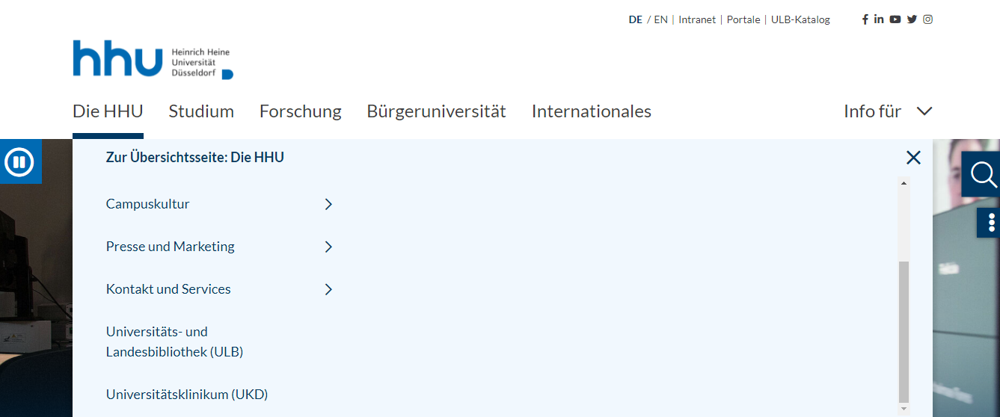 DE / EN | Intranet | Portale | ULB-Katalog
hhu
Heinrich Heine
Universität
Düsseldorf
Die HHU Studium Forschung Bürgeruniversität Internationales Info für
Zur Übersichtsseite: Die HHU
Campuskultur
Presse und Marketing
Kontakt und Services
Universitäts- und
Landesbibliothek (ULB)
Universitätsklinikum (UKD)